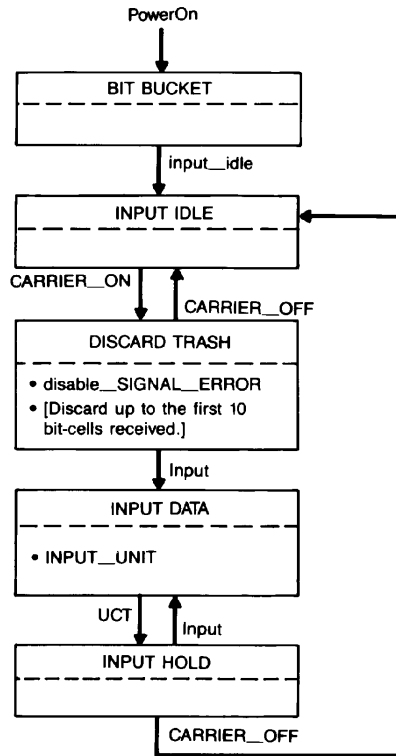 PowerOn
BIT BUCKET
input__idle
INPUT IDLE
CARRIER__ON
CARRIER__OFF
DISCARD TRASH
• disable__SIGNAL__ERROR
• [Discard up to the first 10
bit-cells received.]
Input
INPUT DATA
• INPUT__UNIT
UCT
Input
INPUT HOLD
CARRIER__OFF